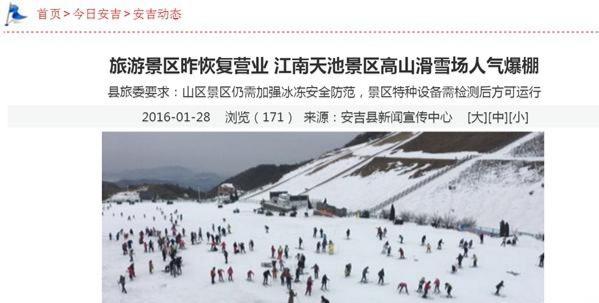 首页>今日安吉>安吉动态
旅游景区昨恢复营业 江南天池景区高山滑雪场人气爆棚
县旅委要求：山区景区仍需加强冰冻安全防范，景区特种设备需检测后方可运行
2016-01-28 浏览（171） 来源：安吉县新闻宣传中心 [大][中][小]